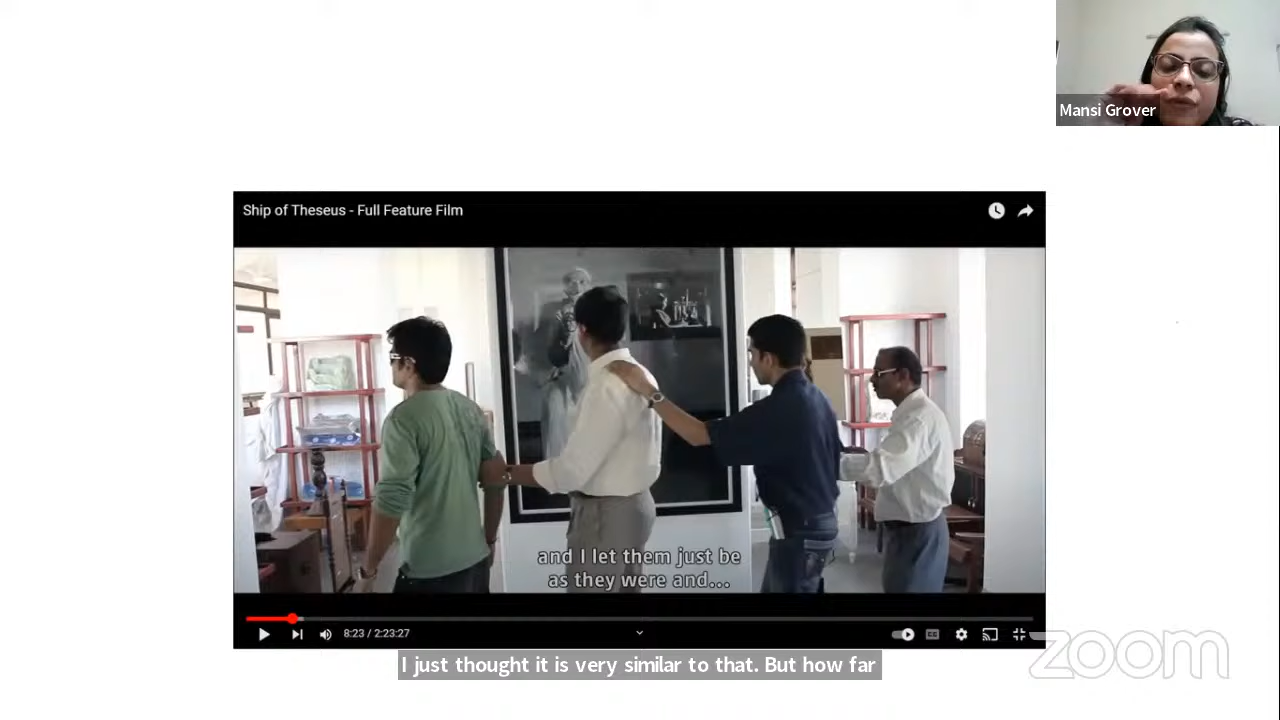 Mansi Grover
Ship of Theseus - Full Feature Film
and I let them just be
as they were and...
8:23 / 2:23:27
CC
zoom
I just thought it is very similar to that. But how far